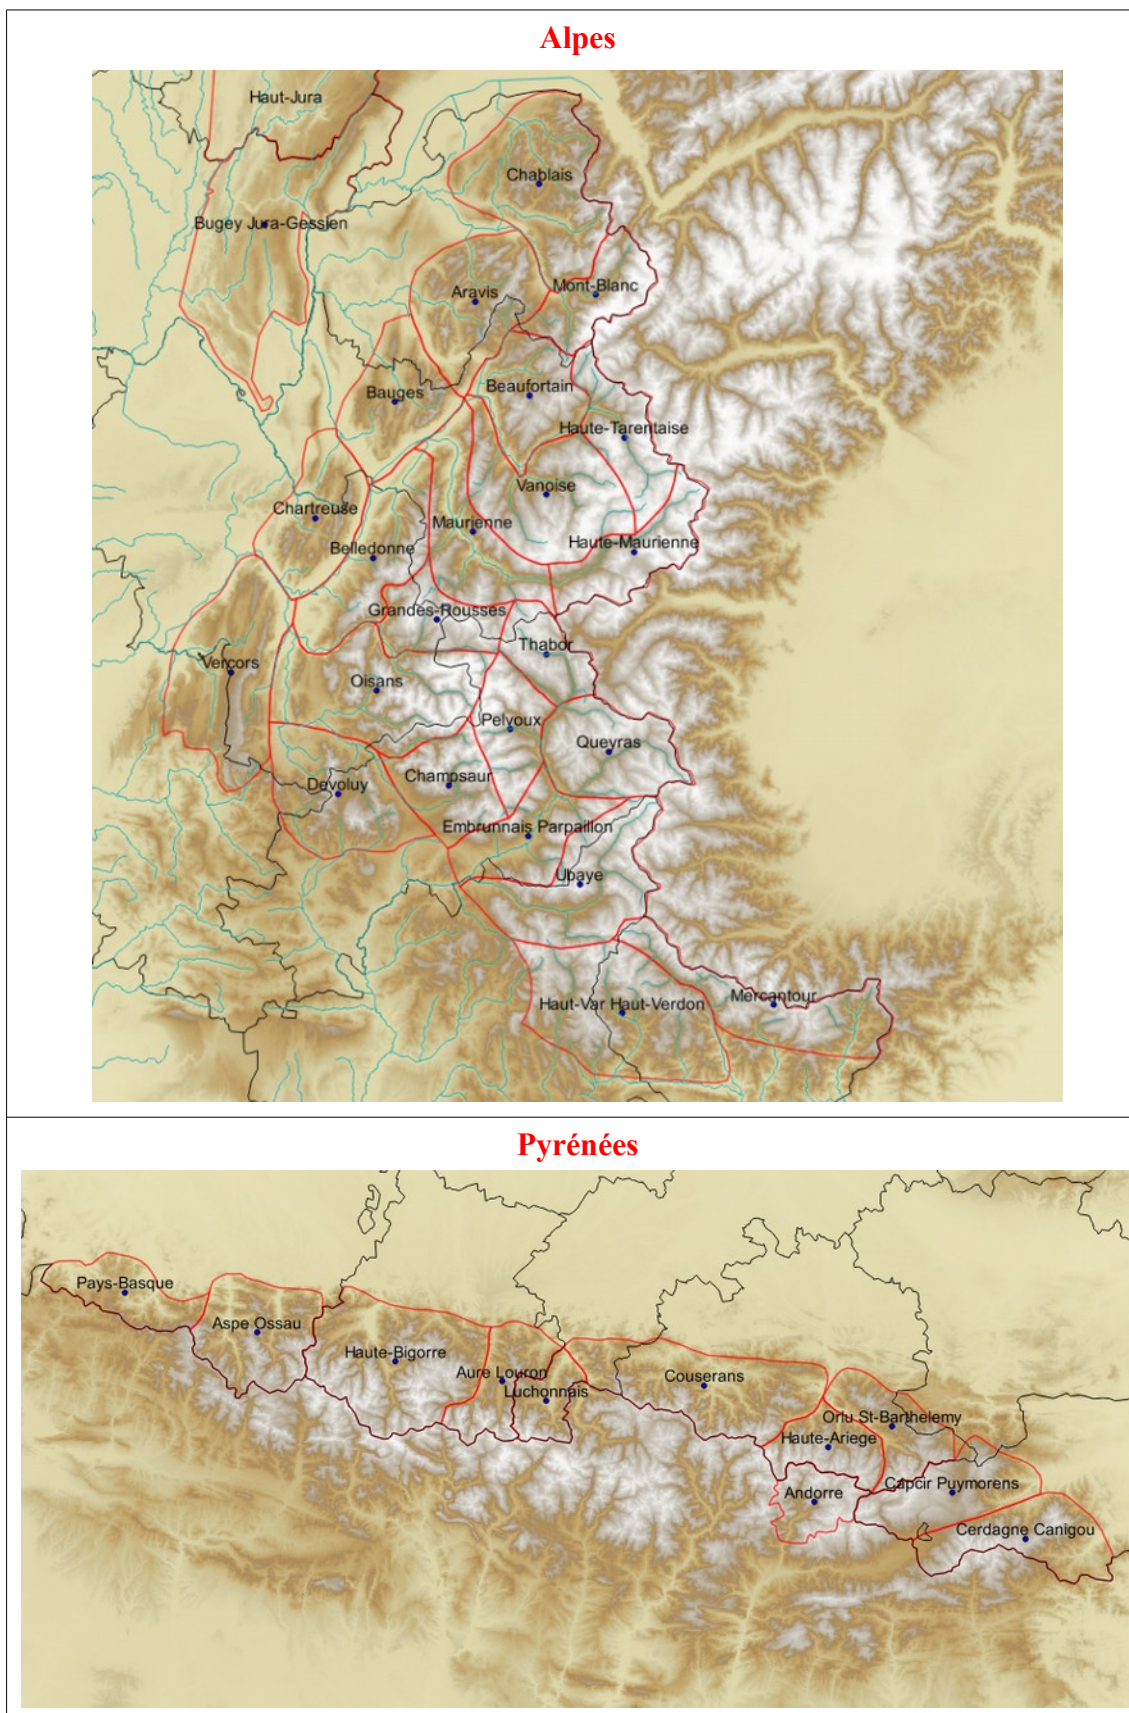 Alpes
Haut-Jura
Chablais
Bugey Jura-Gessien
Mont-Blanc
Aravis
Beaufortain
Bauges
Haute-Tarentaise
Vanoise
Chartreuse
Maurienne
Haute-Maurienne
Belledonne
Grandes-Rousses
Thabor
Vercors
Oisans
Pelvoux
Queyras
Champsaur
Devoluy
Embrunnais Parpaillon
Ubaye
Mercantour
Haut-Var Haut-Verdon
Pyrénées
Pays-Basque
Aspe Ossau
Haute-Bigorre
Aure Louron
Couserans
Luchonnais
Orlu St-Barthelemy
Haute-Ariege
Capcir Puymorens
Andorre
Cerdagne Canigou